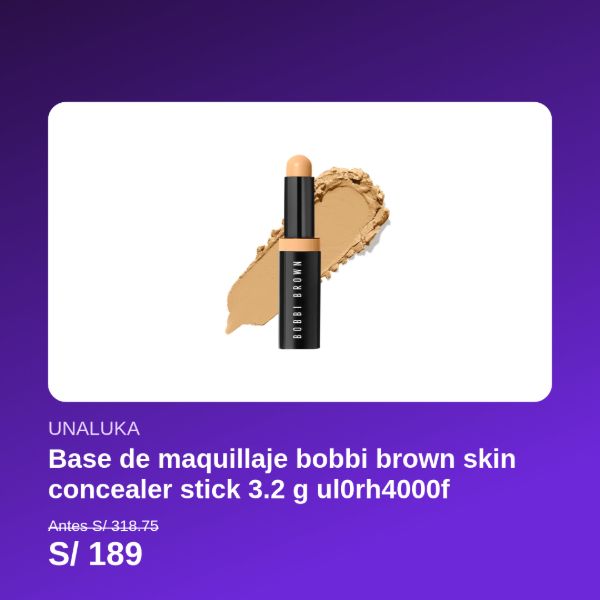 BOBBI BROWN
UNALUKA
Base de maquillaje bobbi brown skin
concealer stick 3.2 g ul0rh4000f
Antes S/ 318.75
S/ 189